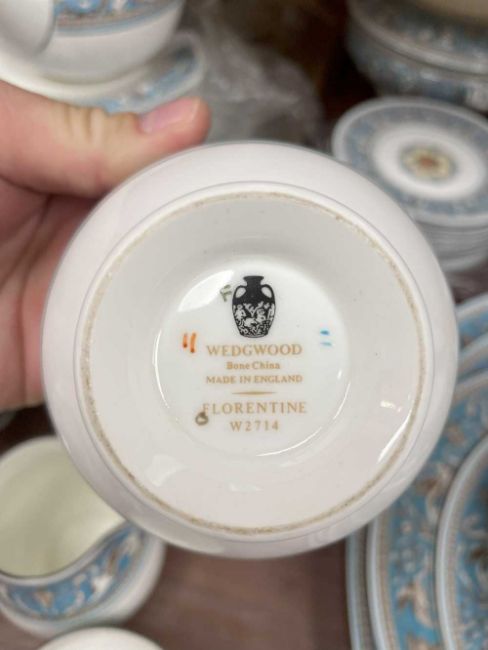 WEDGWOOD
Bone China
MADE IN ENGLAND
FLORENTINE
W2714